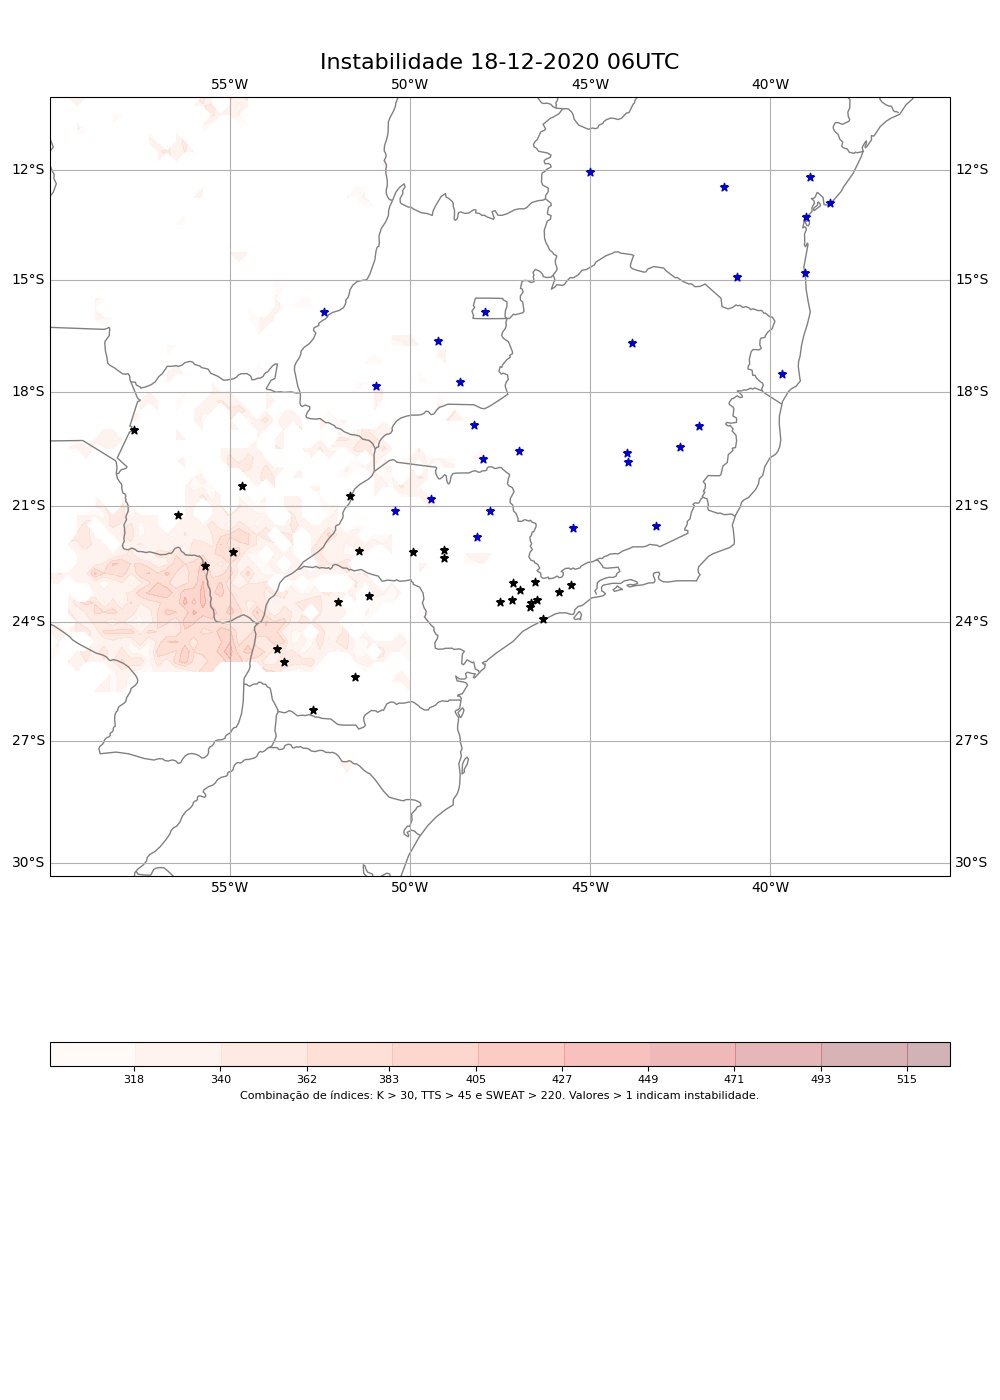 Instabilidade 18-12-2020 06UTC
55°W 50°W 45°W 40°W
12°S 12°S
15°S 15°S
18°S 18°S
21°S 21°S
24°S 24°S
27°S 27°S
30°S 30°S
55°W 50°W 45°W 40°W
318 340 362 383 405 427 449 471 493 515
Combinação de índices: K > 30, TTS > 45 e SWEAT > 220. Valores > 1 indicam instabilidade.